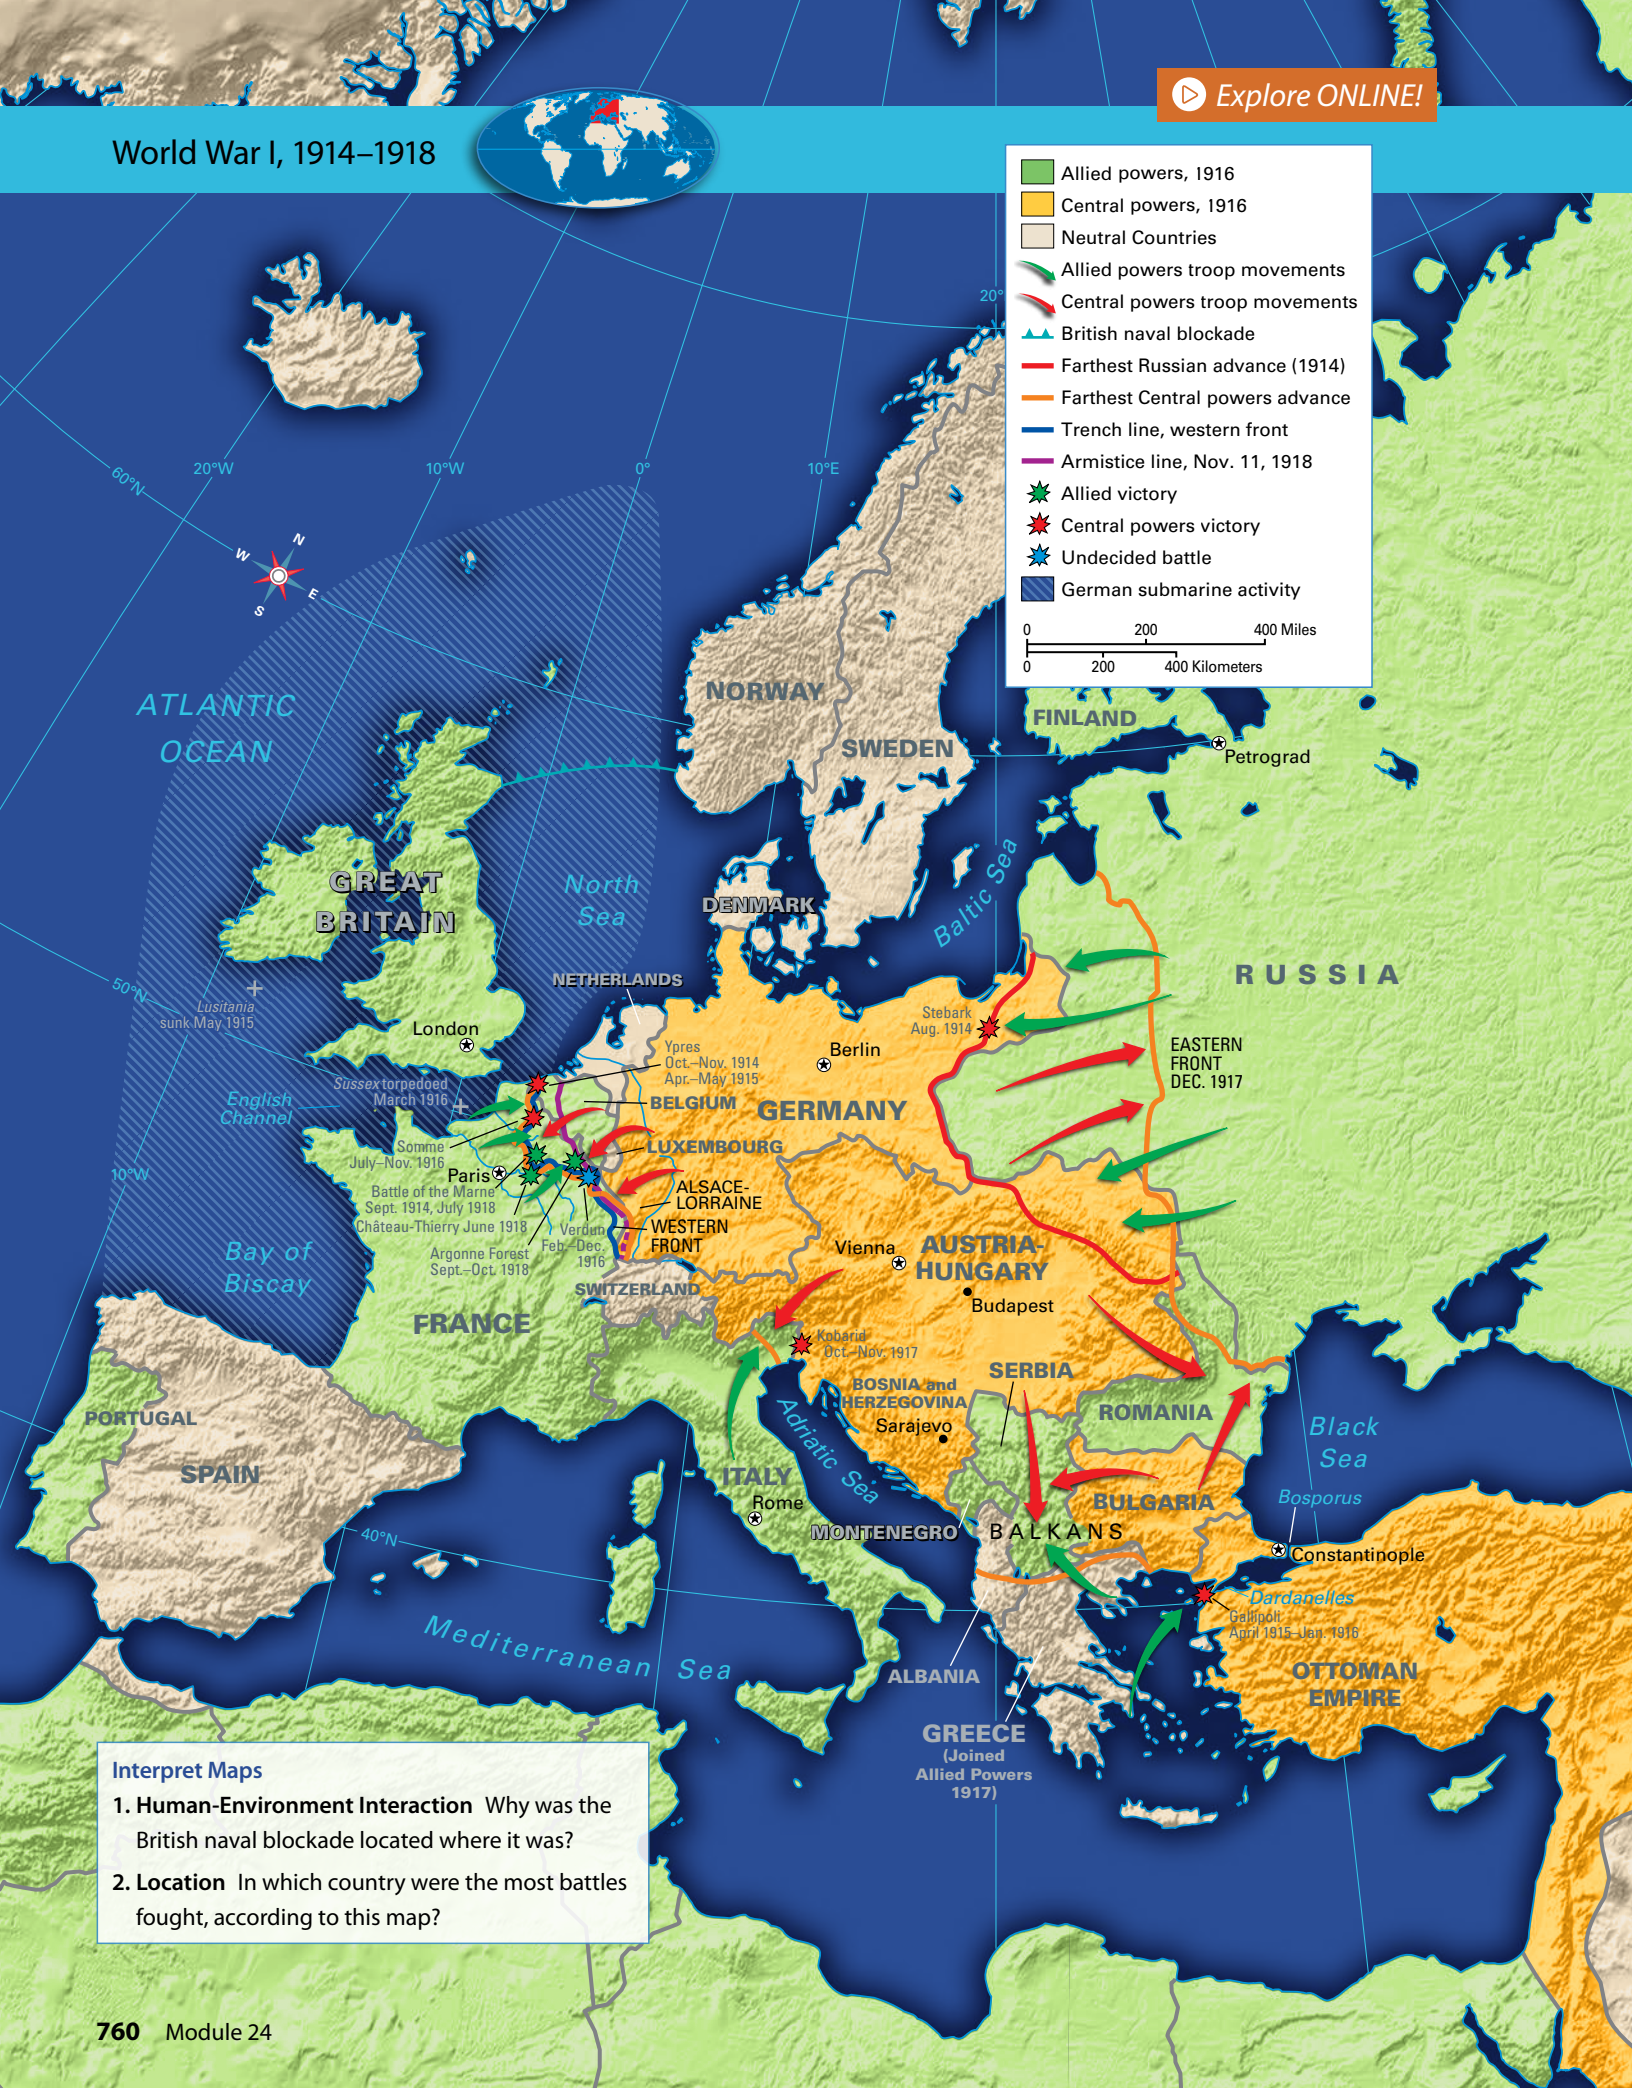 Explore ONLINE!
World War I, 1914–1918
Allied powers, 1916
Central powers, 1916
Neutral Countries
Allied powers troop movements
Central powers troop movements
British naval blockade
Farthest Russian advance (1914)
Farthest Central powers advance
Trench line, western front
Armistice line, Nov. 11, 1918
Allied victory
Central powers victory
Undecided battle
German submarine activity
0 200 400 Miles
0 200 400 Kilometers
20°
60°N
20°W
10°W
0°
10°E
N
W
E
S
ATLANTIC
OCEAN
NORWAY
SWEDEN
FINLAND
Petrograd
GREAT
BRITAIN
North
Sea
DENMARK
Baltic Sea
RUSSIA
NETHERLANDS
50°N
Lusitania
sunk May 1915
London
Stebark
Aug. 1914
Berlin
Ypres
Oct.–Nov. 1914
Apr.–May 1915
EASTERN
FRONT
DEC. 1917
Sussex torpedoed
March 1916
English
Channel
BELGIUM
GERMANY
Somme
July–Nov. 1916
LUXEMBOURG
10°W
Paris
Battle of the Marne
Sept. 1914, July 1918
Château-Thierry June 1918
ALSACE-
LORRAINE
Argonne Forest
Sept.–Oct. 1918
Verdun
Feb.–Dec.
1916
WESTERN
FRONT
Bay of
Biscay
Vienna
AUSTRIA-
HUNGARY
Budapest
SWITZERLAND
FRANCE
Kobarid
Oct.–Nov. 1917
SERBIA
BOSNIA and
HERZEGOVINA
Sarajevo
ROMANIA
PORTUGAL
SPAIN
Adriatic Sea
Black
Sea
ITALY
Rome
BULGARIA
Bosporus
MONTENEGRO
BALKANS
40°N
Constantinople
Dardanelles
Gallipoli
April 1915–Jan. 1916
Mediterranean Sea
ALBANIA
OTTOMAN
EMPIRE
GREECE
(Joined
Allied Powers
1917)
Interpret Maps
1. Human-Environment Interaction Why was the
British naval blockade located where it was?
2. Location In which country were the most battles
fought, according to this map?
760 Module 24